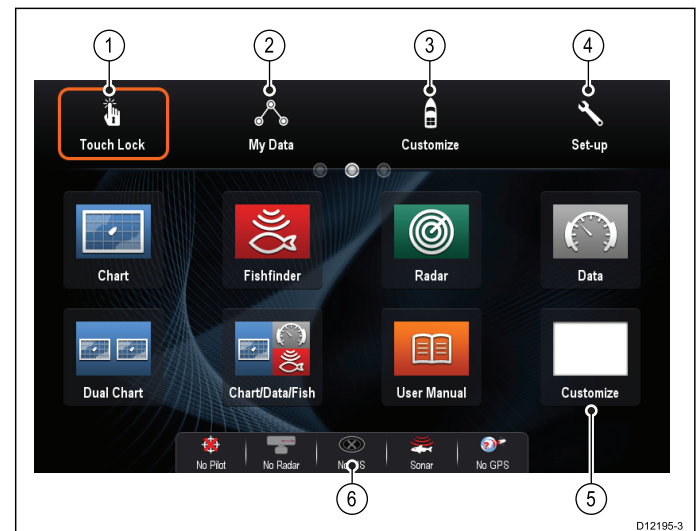 1 2 3 4
Touch Lock My Data Customize Set-up
Chart Fishfinder Radar Data
Dual Chart Chart/Data/Fish User Manual Customize
No Pilot No Radar Sonar No GPS
6 5
D12195-3